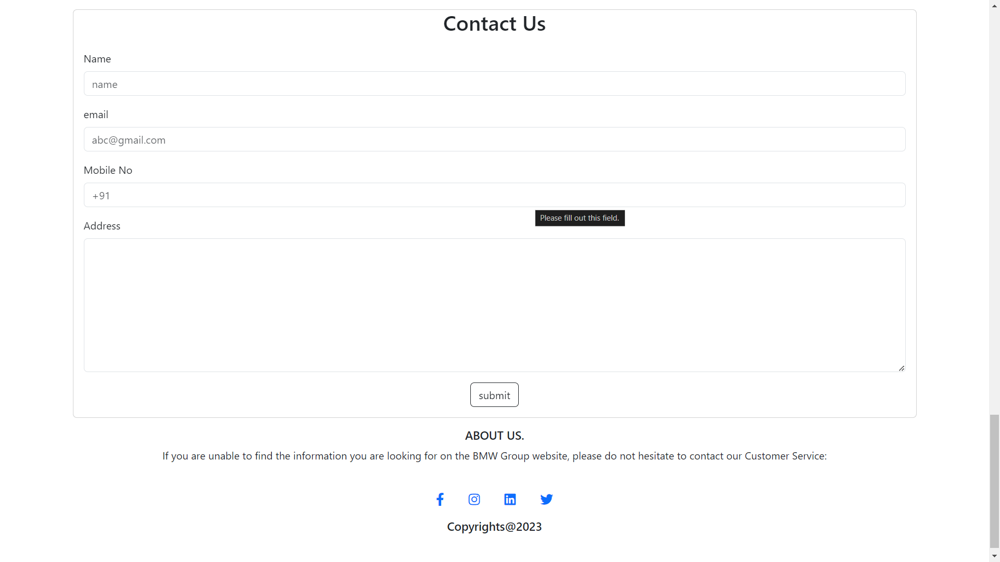 Contact Us
Name
name
email
abc@gmail.com
Mobile No
+91
Please fill out this field.
Address
submit
ABOUT US.
If you are unable to find the information you are looking for on the BMW Group website, please do not hesitate to contact our Customer Service:
Copyrights@2023